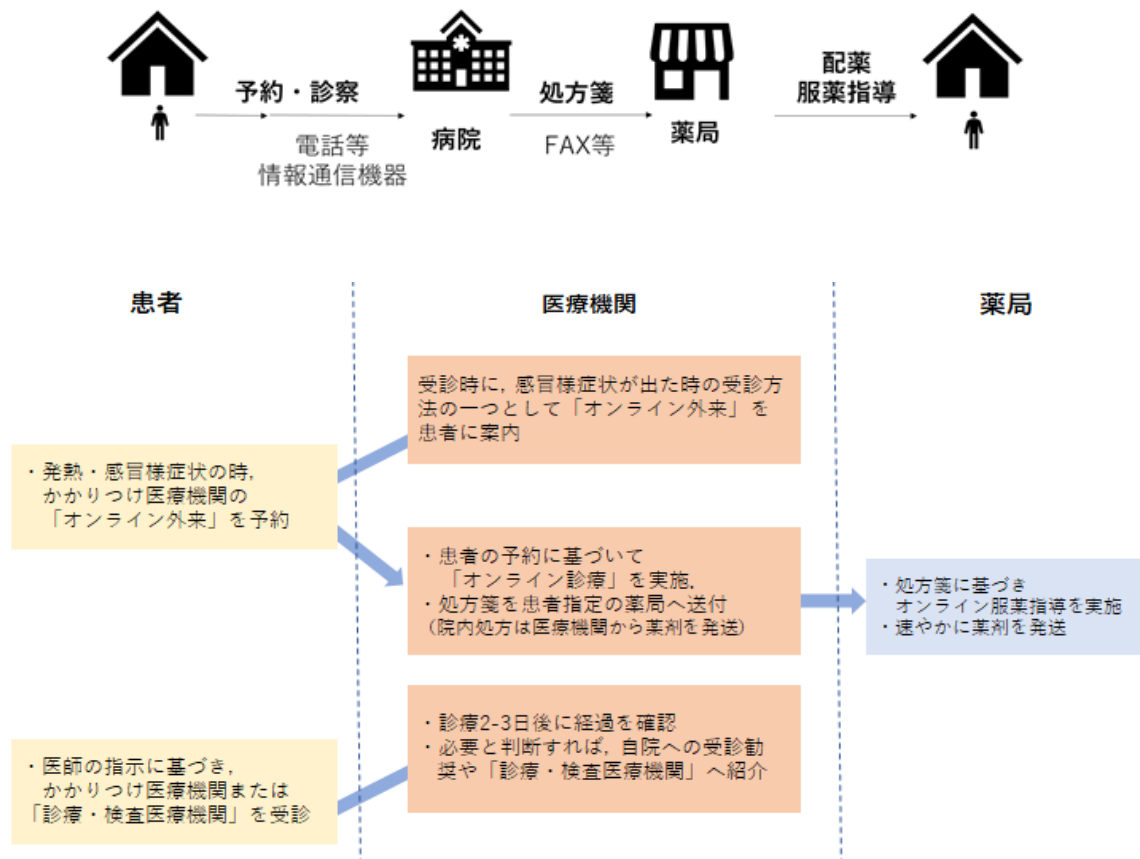 予約・診察
電話等
情報通信機器
病院
処方箋
FAX等
薬局
配薬
服薬指導
患者
医療機関
薬局
受診時に, 感冒様症状が出た時の受診方
法の一つとして「オンライン外来」を
患者に案内
・発熱・感冒様症状の時,
かかりつけ医療機関の
「オンライン外来」を予約
・患者の予約に基づいて
「オンライン診療」を実施,
・処方箋を患者指定の薬局へ送付
（院内処方は医療機関から薬剤を発送）
・処方箋に基づき
オンライン服薬指導を実施
・速やかに薬剤を発送
・診療2-3日後に経過を確認
・必要と判断すれば, 自院への受診勧
奨や「診療・検査医療機関」へ紹介
・医師の指示に基づき,
かかりつけ医療機関または
「診療・検査医療機関」を受診